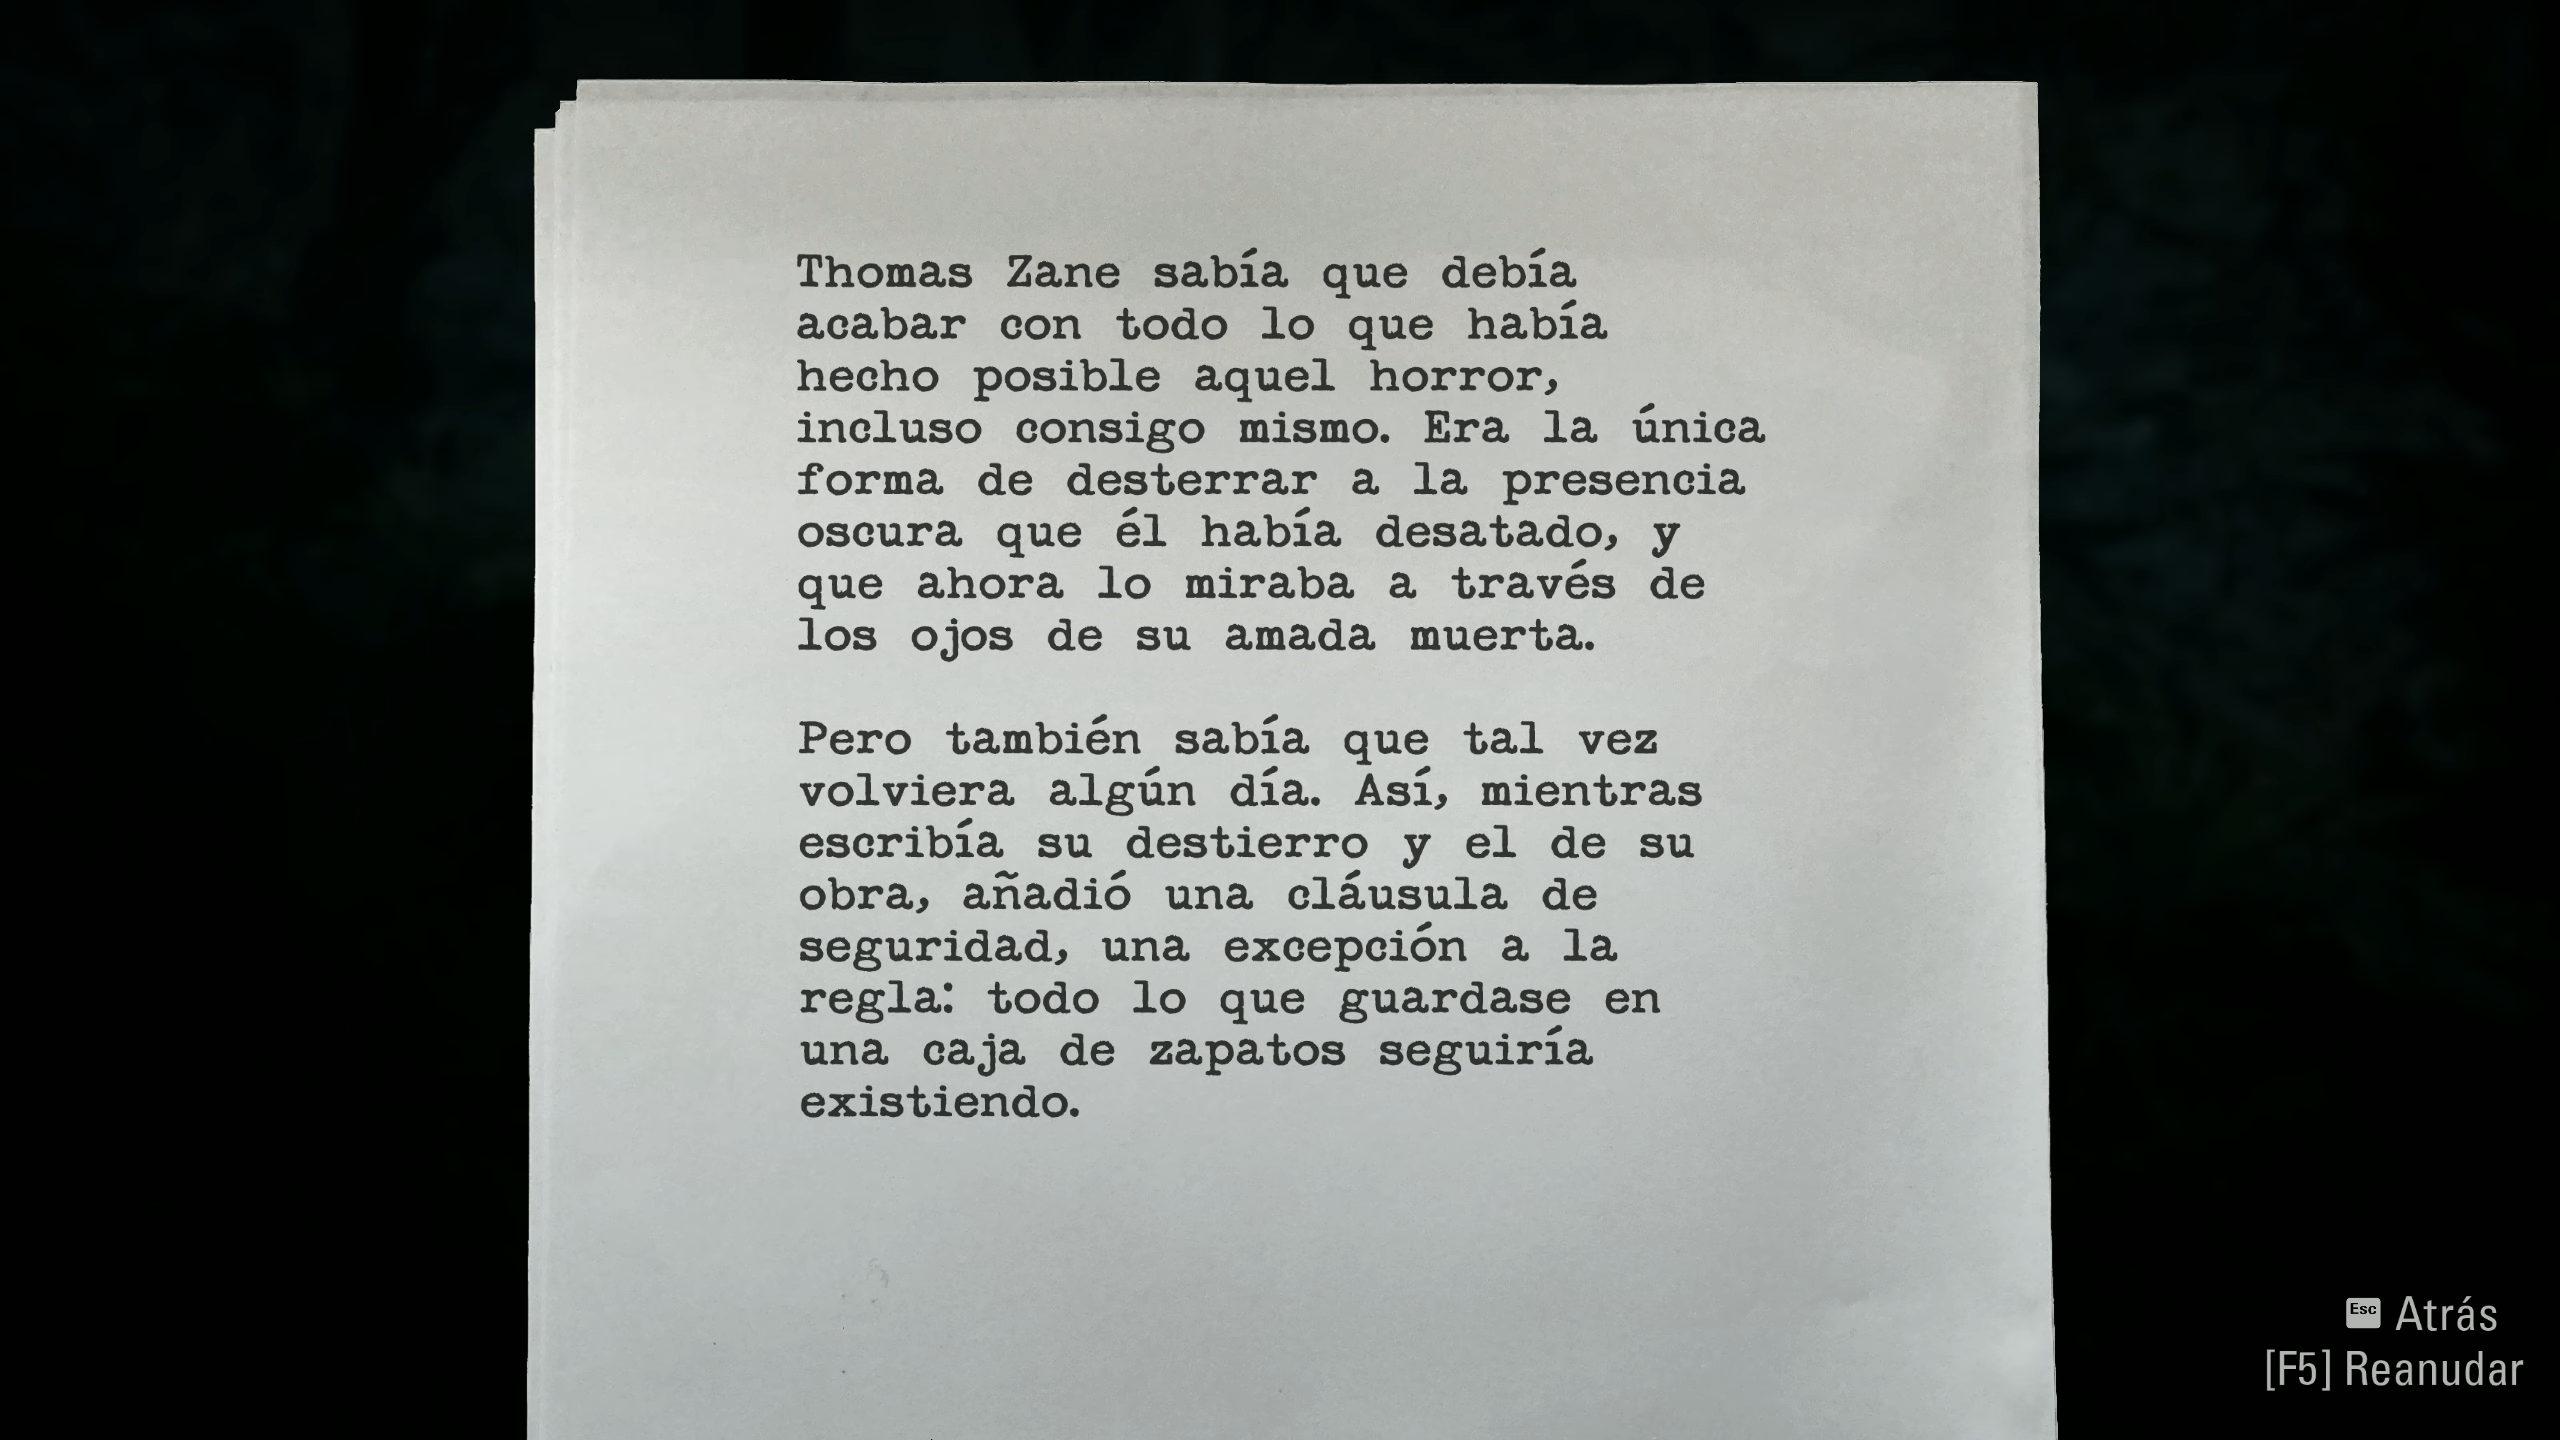 Thomas Zane sabía que debía
acabar con todo lo que había
hecho posible aquel horror,
incluso consigo mismo. Era la única
forma de desterrar a la presencia
oscura que él había desatado, y
que ahora lo miraba a través de
los ojos de su amada muerta.

Pero también sabía que tal vez
volviera algún día. Así, mientras
escribía su destierro y el de su
obra, añadió una cláusula de
seguridad, una excepción a la
regla: todo lo que guardase en
una caja de zapatos seguiría
existiendo.

Esc Atrás
[F5] Reanudar